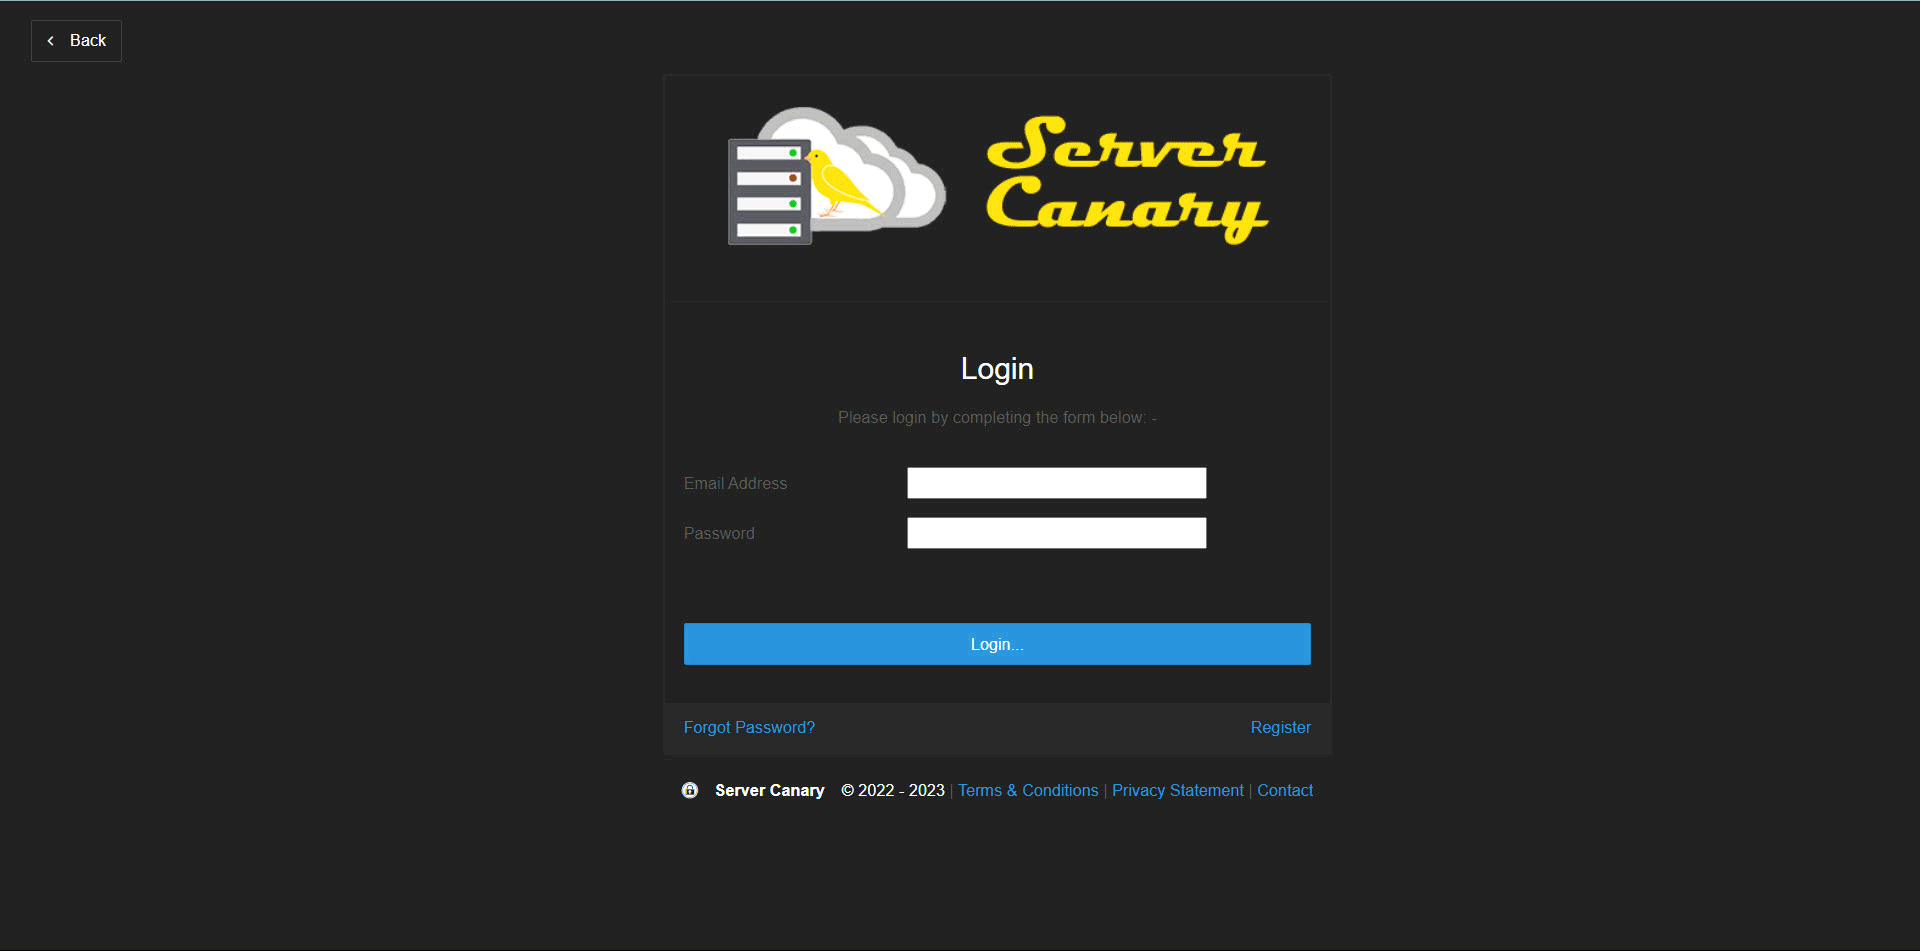 Back
Server
Canary
Login
Please login by completing the form below: -
Email Address
Password
Login...
Forgot Password? Register
Server Canary © 2022 - 2023 | Terms & Conditions | Privacy Statement | Contact